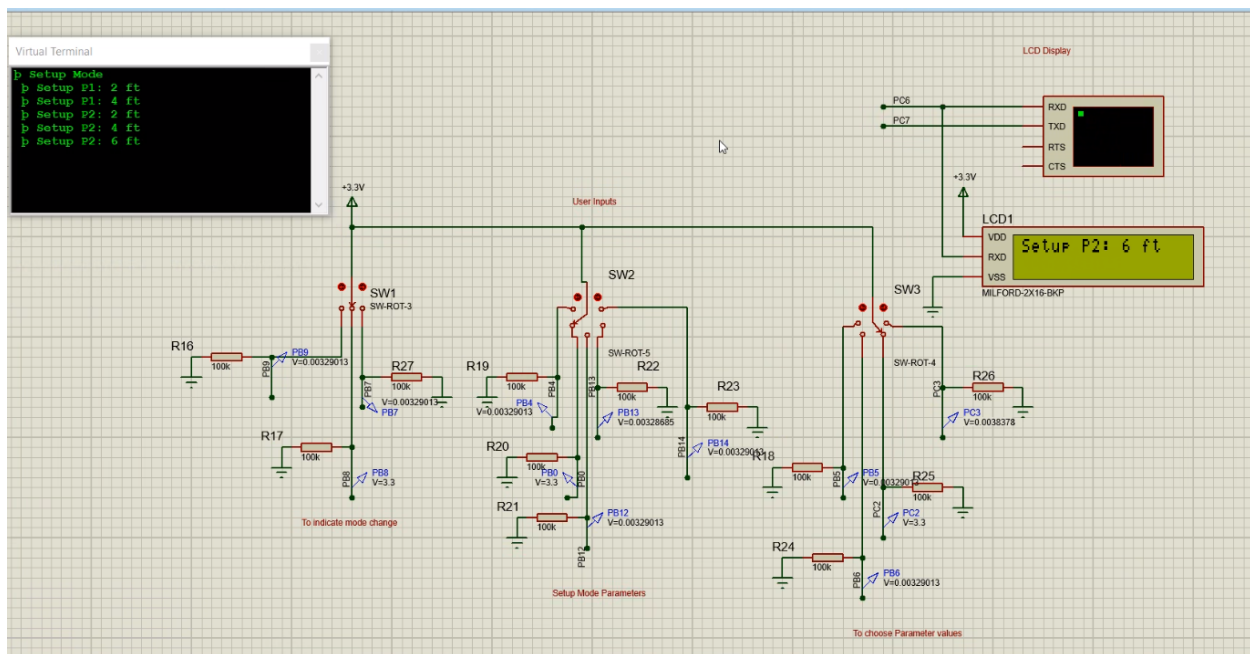 Virtual Terminal
þ Setup Mode
þ Setup P1: 2 ft
þ Setup P1: 4 ft
þ Setup P2: 2 ft
þ Setup P2: 4 ft
þ Setup P2: 6 ft
LCD Display
PC6
PC7
RXD
TXD
RTS
CTS
+3.3V
User Inputs
+3.3V
LCD1
VDD
RXD
VSS
Setup P2: 6 ft
MILFORD-2X16-BKP
SW1
SW-ROT-3
R16
100k
PB9
PB9
V=0.00329013
R27
100k
PB7
V=0.00329013
PB7
R17
100k
PB8
PB8
V=3.3
To indicate mode change
SW2
SW-ROT-5
R19
100k
PB4
PB4
V=0.00329013
R22
100k
PB13
PB13
V=0.00328685
R23
100k
PB14
PB14
V=0.00329013
R20
100k
PB0
PB0
V=3.3
R21
100k
PB12
PB12
V=0.00329013
Setup Mode Parameters
SW3
SW-ROT-4
R26
100k
PC3
PC3
V=0.0038378
R18
100k
PB5
PB5
V=0.00329013
R25
100k
PC2
PC2
V=3.3
R24
100k
PB6
PB6
V=0.00329013
To choose Parameter values